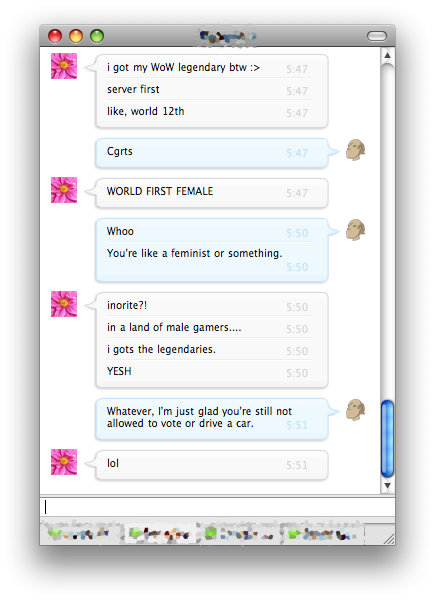 i got my WoW legendary btw :> 5:47
server first 5:47
like, world 12th 5:47
Cgrts 5:47
WORLD FIRST FEMALE 5:47
Whoo 5:50
You're like a feminist or something.
5:50
inorite?! 5:50
in a land of male gamers.... 5:50
i gots the legendaries. 5:50
YESH 5:50
Whatever, I'm just glad you're still not
allowed to vote or drive a car. 5:51
lol 5:51